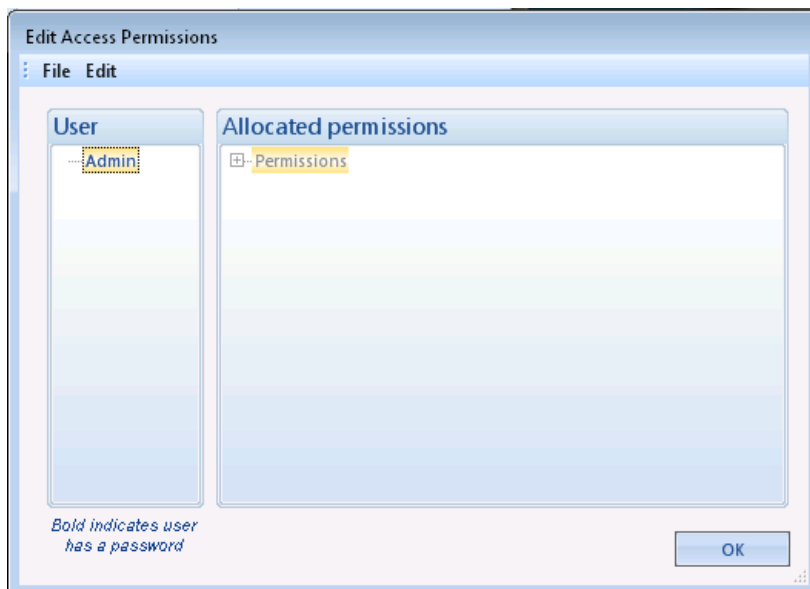 Edit Access Permissions
File Edit
User
Allocated permissions
Admin
Permissions
Bold indicates user
has a password
OK